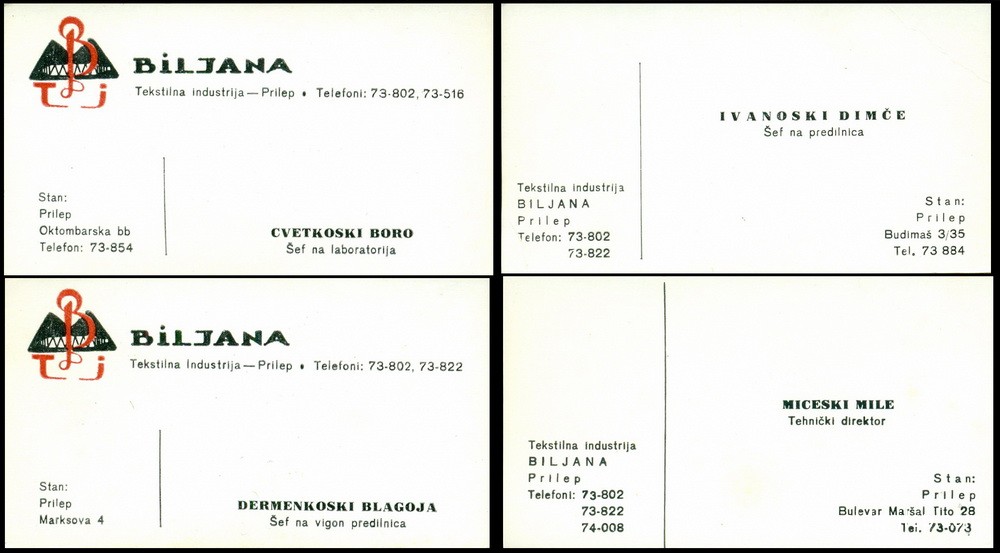 BILJANA
Tekstilna industrija — Prilep • Telefoni: 73-802, 73-516
Stan:
Prilep
Oktombarska bb
Telefon: 73-854
CVETKOSKI BORO
Šef na laboratorija
IVANOSKI DIMČE
Šef na predilnica
Tekstilna industrija
BILJANA
Prilep
Telefon: 73-802
73-822
Stan:
Prilep
Budimaš 3/35
Tel. 73 884
BILJANA
Tekstilna Industrija — Prilep • Telefoni: 73-802, 73-822
Stan:
Prilep
Marksova 4
DERMENKOSKI BLAGOJA
Šef na vigon predilnica
MICESKI MILE
Tehnički direktor
Tekstilna industrija
BILJANA
Prilep
Telefoni: 73-802
73-822
74-008
Stan:
Prilep
Bulevar Maršal Tito 28
Tel. 73-073